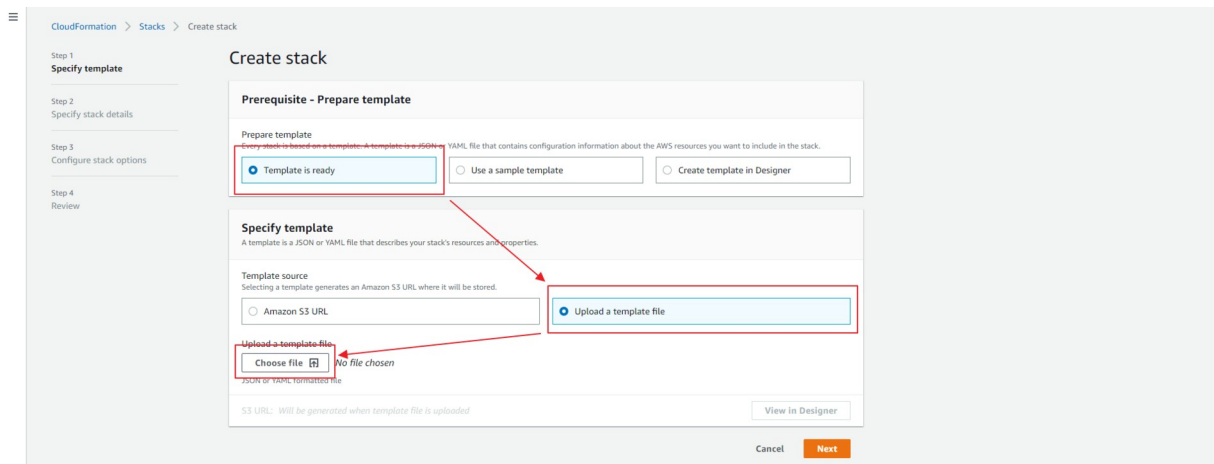 CloudFormation > Stacks > Create stack
Step 1
Specify template
Step 2
Specify stack details
Step 3
Configure stack options
Step 4
Review
Create stack
Prerequisite - Prepare template
Prepare template
Every stack is based on a template. A template is a JSON or YAML file that contains configuration information about the AWS resources you want to include in the stack.
Template is ready
Use a sample template
Create template in Designer
Specify template
A template is a JSON or YAML file that describes your stack's resources and properties.
Template source
Selecting a template generates an Amazon S3 URL where it will be stored.
Amazon S3 URL
Upload a template file
Upload a template file
Choose file No file chosen
JSON or YAML formatted file
S3 URL: Will be generated when template file is uploaded
View in Designer
Cancel
Next